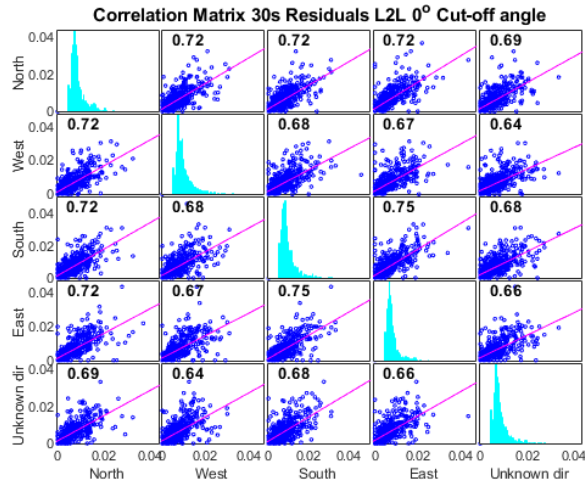 Correlation Matrix 30s Residuals L2L 0° Cut-off angle
0.04 0.72 0.72 0.72 0.69
North 0.02
0
0.04 0.72 0.68 0.67 0.64
West 0.02
0
0.04 0.72 0.68 0.75 0.68
South 0.02
0
0.04 0.72 0.67 0.75 0.66
East 0.02
0
0.04 0.69 0.64 0.68 0.66
Unknown dir 0.02
0
0 0.02 0.04 0 0.02 0.04 0 0.02 0.04 0 0.02 0.04 0 0.02 0.04
North West South East Unknown dir